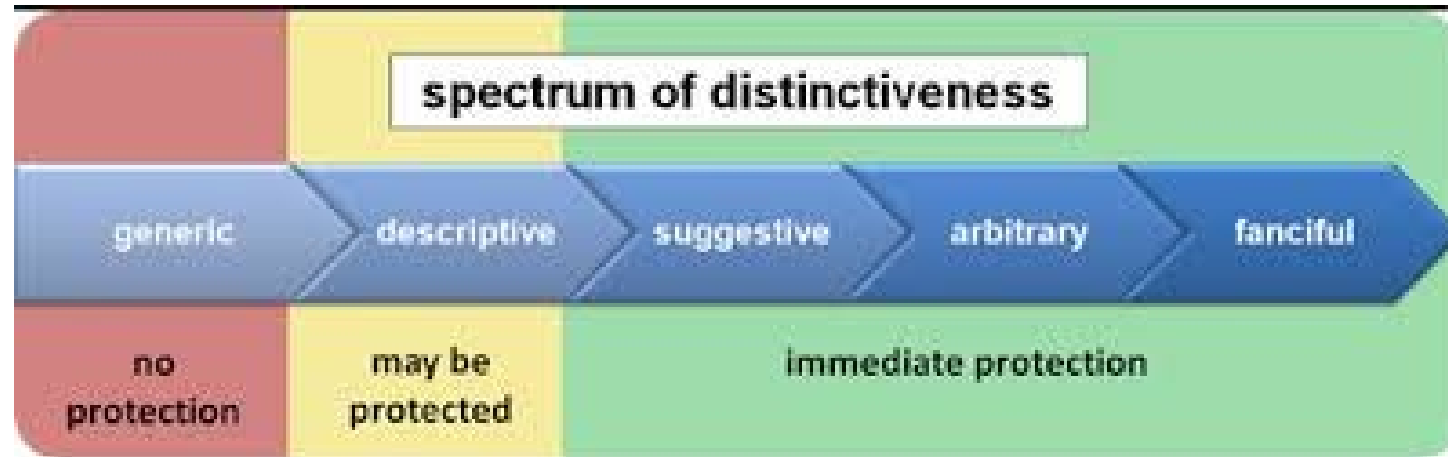 spectrum of distinctiveness
generic descriptive suggestive arbitrary fanciful
no
protection
may be
protected
immediate protection